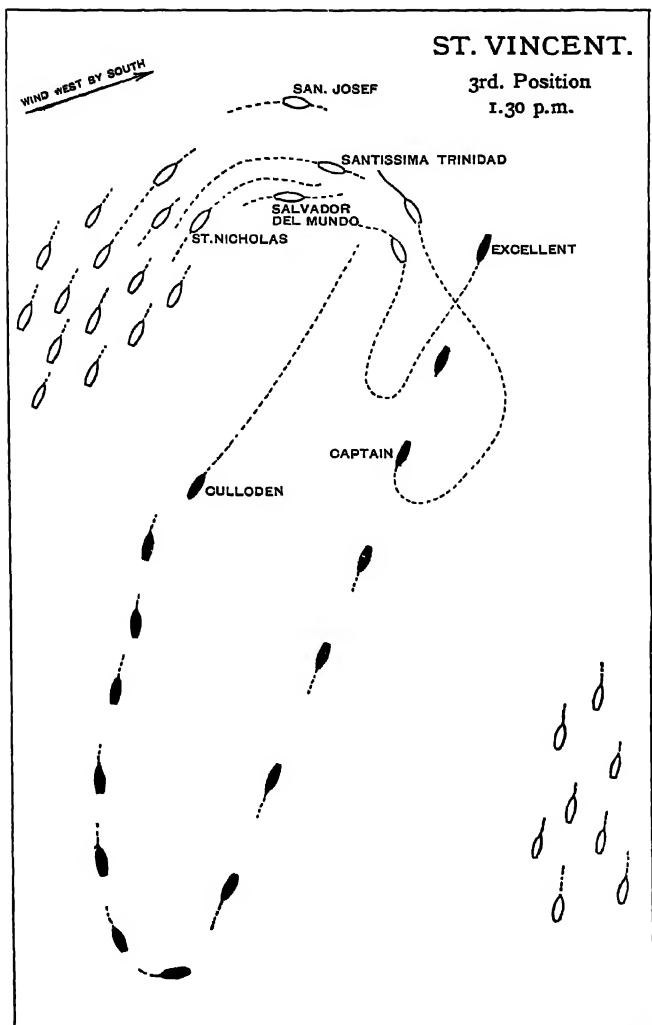 ST. VINCENT.
3rd. Position
1.30 p.m.
WIND WEST BY SOUTH
SAN. JOSEF
SANTISSIMA TRINIDAD
SALVADOR
DEL MUNDO
ST. NICHOLAS
EXCELLENT
CAPTAIN
CULLODEN